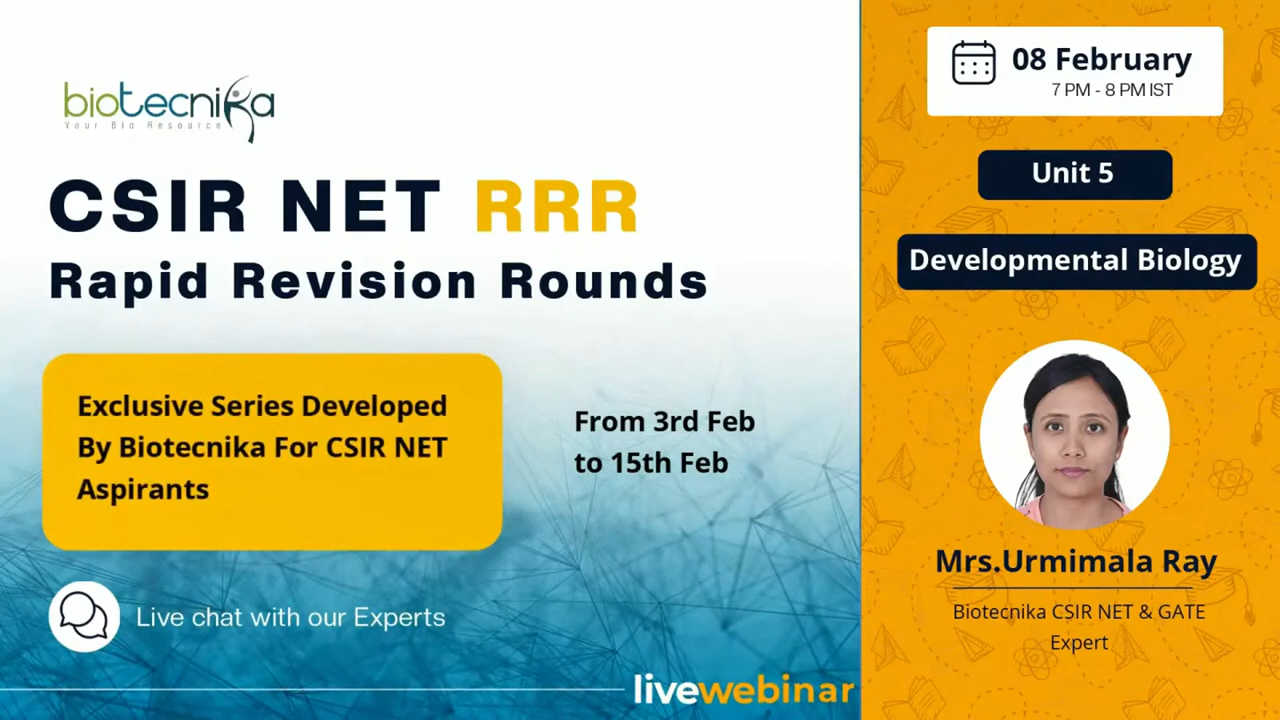 biotecnika
Your Bio Resource
CSIR NET RRR
Rapid Revision Rounds
Exclusive Series Developed
By Biotecnika For CSIR NET
Aspirants
From 3rd Feb
to 15th Feb
Live chat with our Experts
livewebinar
08 February
7 PM - 8 PM IST
Unit 5
Developmental Biology
Mrs.Urmimala Ray
Biotecnika CSIR NET & GATE
Expert